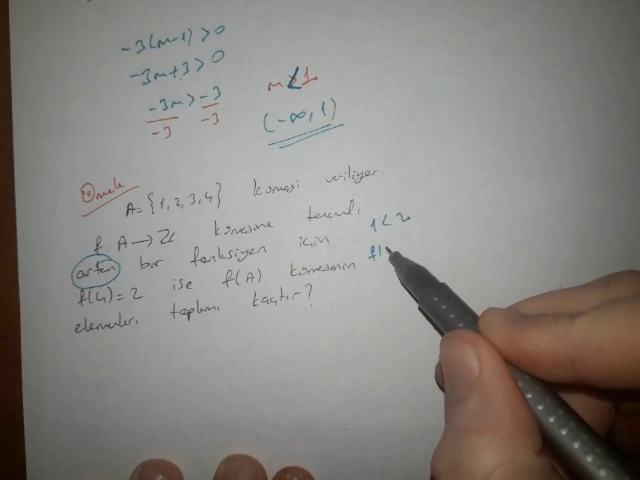 -3(m-1) > 0
-3m+3 > 0
-3m > -3
-3 -3
m < 1
(-∞, 1)
Örnek
A = {1, 2, 3, 4} kümesi veriliyor
f: A → Z kümesine tanımlı
artan bir fonksiyon için
f(4) = 2 ise f(A) kümesinin
elemanları toplamı kaçtır?
1 < 2
f(